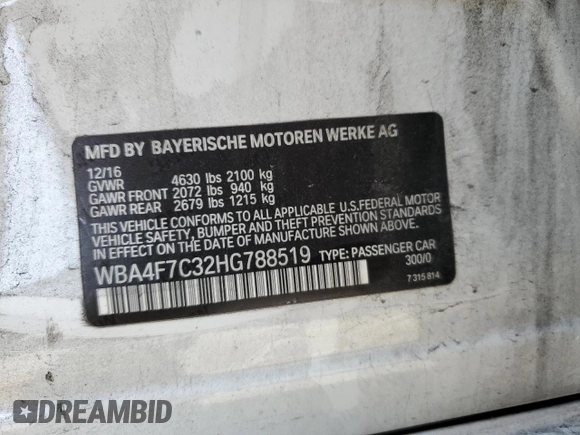 MFD BY BAYERISCHE MOTOREN WERKE AG
12/16
GVWR 4630 lbs 2100 kg
GAWR FRONT 2072 lbs 940 kg
GAWR REAR 2679 lbs 1215 kg
THIS VEHICLE CONFORMS TO ALL APPLICABLE U.S.FEDERAL MOTOR
VEHICLE SAFETY, BUMPER AND THEFT PREVENTION STANDARDS
IN EFFECT ON THE DATE OF MANUFACTURE SHOWN ABOVE.
WBA4F7C32HG788519 TYPE: PASSENGER CAR
300/0
7 315 814
DREAMBID